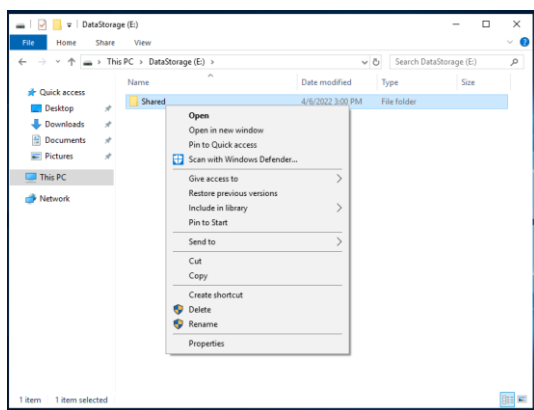 DataStorage (E:)
File Home Share View
This PC > DataStorage (E:) >
Search DataStorage (E:)
Name Date modified Type Size
Quick access
Desktop
Downloads
Documents
Pictures
This PC
Network
Shared 4/6/2022 3:00 PM File folder
Open
Open in new window
Pin to Quick access
Scan with Windows Defender...
Give access to
Restore previous versions
Include in library
Pin to Start
Send to
Cut
Copy
Create shortcut
Delete
Rename
Properties
1 item 1 item selected